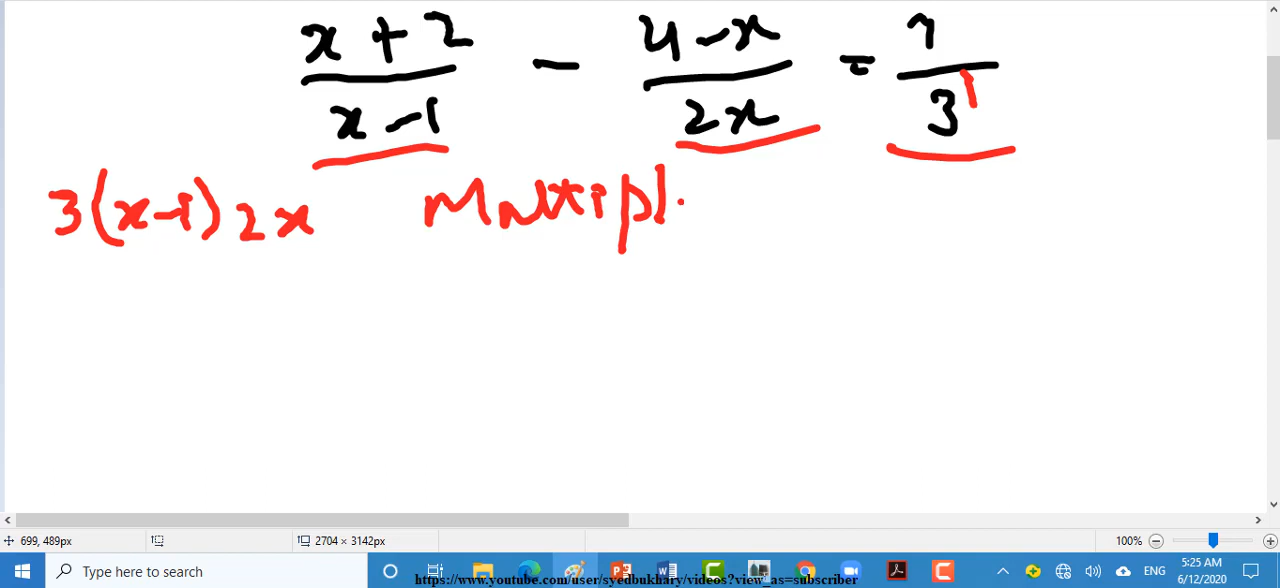 x + 2 / x - 1 - 4 - x / 2x = 7 / 3
3(x-1)2x Multipl
699, 489px 2704 × 3142px 100%
Type here to search
ENG 5:25 AM 6/12/2020
https://www.youtube.com/user/syedbukhary/videos?view_as=subscriber